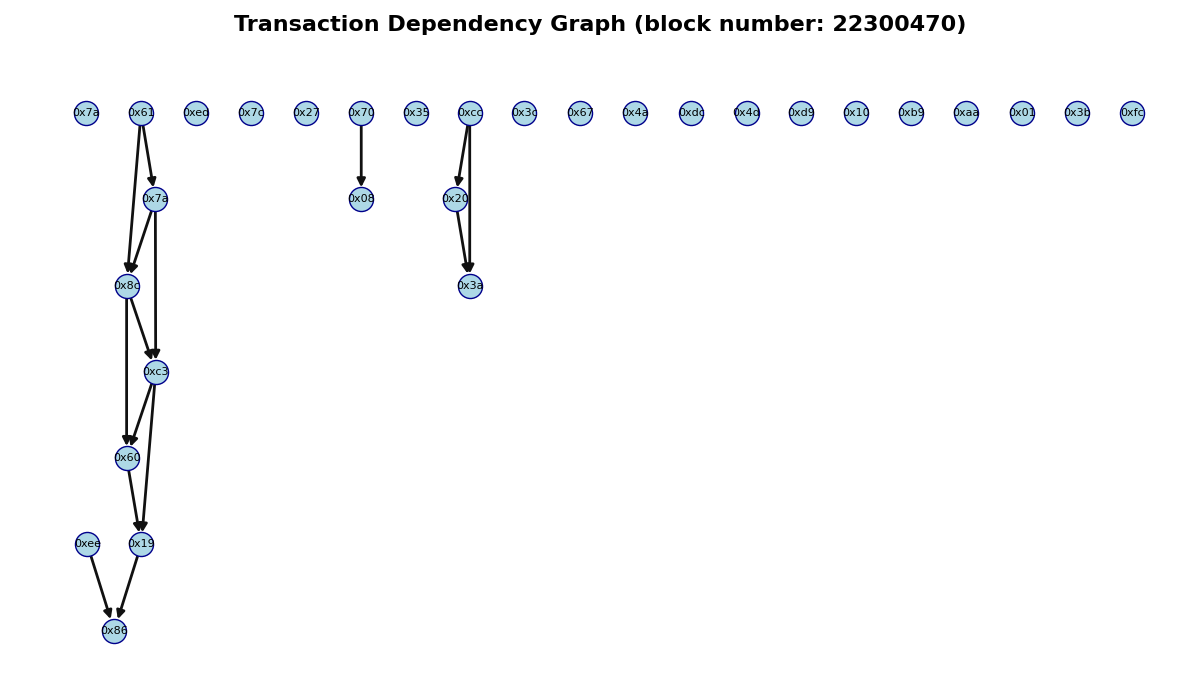 Transaction Dependency Graph (block number: 22300470)
0x7a 0x61 0xed 0x7c 0x27 0x70 0x35 0xcc 0x3c 0x67 0x4a 0xdc 0x4d 0xd9 0x10 0xb9 0xaa 0x01 0x3b 0xfc
0x7a 0x08 0x20
0x8c 0x3a
0xc3
0x60
0xee 0x19
0x86